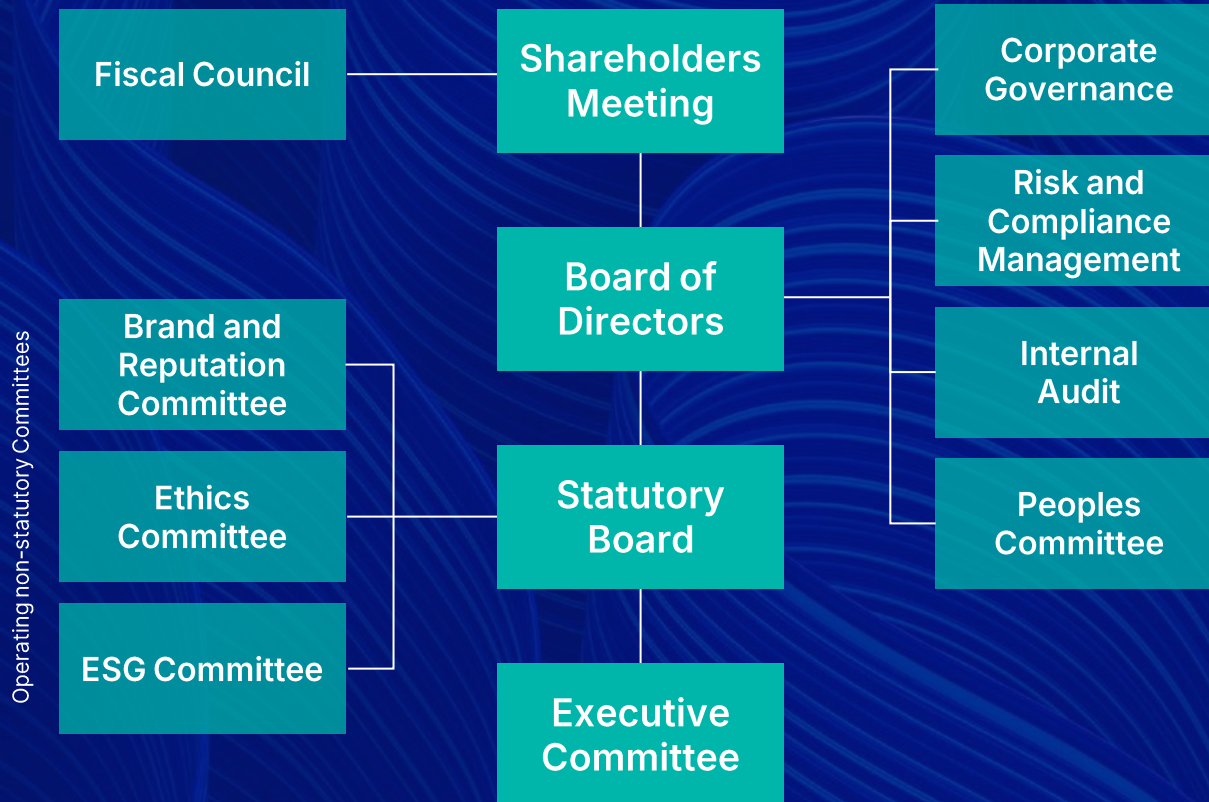 Fiscal Council
Shareholders
Meeting
Corporate
Governance
Risk and
Compliance
Management
Board of
Directors
Internal
Audit
Operating non-statutory Committees
Brand and
Reputation
Committee
Ethics
Committee
Statutory
Board
Peoples
Committee
ESG Committee
Executive
Committee